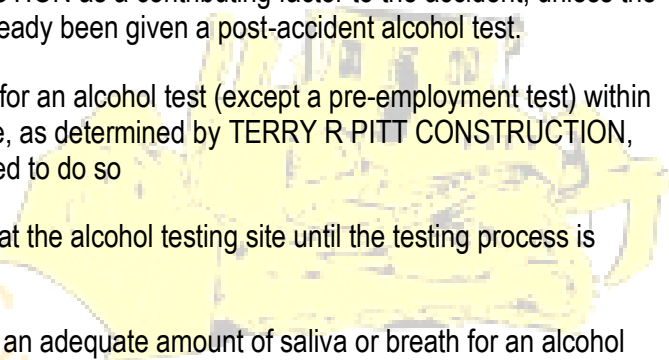 as a contributing factor to the accident, unless the
eady been given a post-accident alcohol test.
for an alcohol test (except a pre-employment test) within
e, as determined by TERRY R PITT CONSTRUCTION,
ed to do so
at the alcohol testing site until the testing process is
an adequate amount of saliva or breath for an alcohol